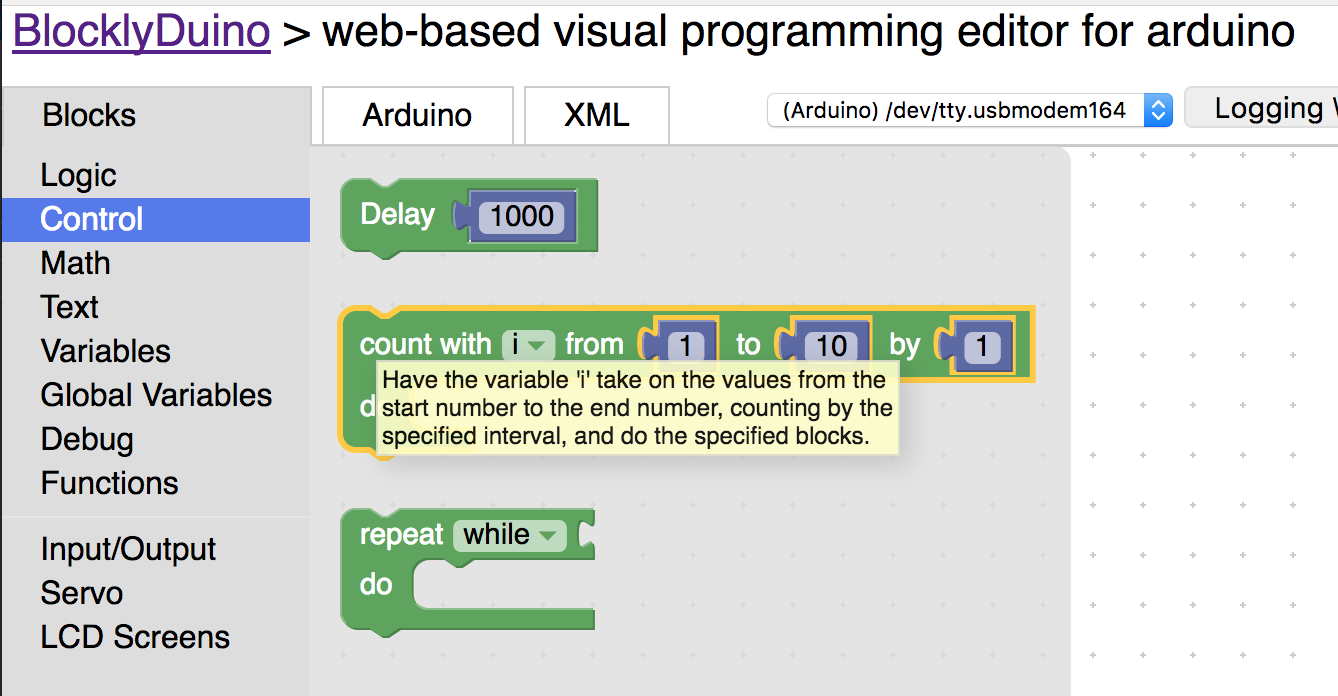 BlocklyDuino > web-based visual programming editor for arduino
Blocks
Arduino
XML
(Arduino) /dev/tty.usbmodem164
Logging
Logic
Control
Math
Text
Variables
Global Variables
Debug
Functions
Input/Output
Servo
LCD Screens
Delay 1000
count with i from 1 to 10 by 1
Have the variable 'i' take on the values from the
start number to the end number, counting by the
specified interval, and do the specified blocks.
repeat while
do